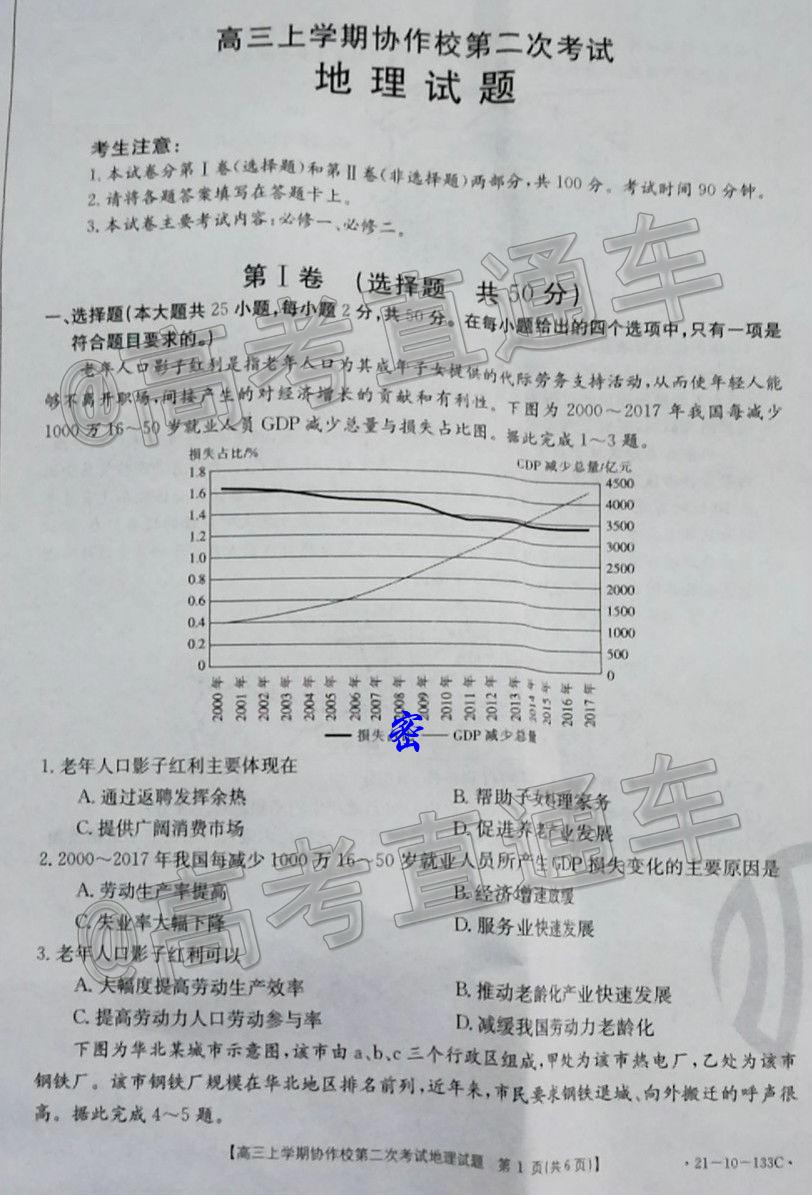 高三上学期协作校第二次考试
地理试题
考生注意:
1.本试卷分第Ⅰ卷(选择题)和第Ⅱ卷(非选择题)两部分,共100分。考试时间90分钟。
2.请将各题答案填写在答题卡上。
3.本试卷主要考试内容:必修一、必修二。
第Ⅰ卷 (选择题 共50分)
一、选择题(本大题共25小题,每小题2分,共50分。在每小题给出的四个选项中,只有一项是
符合题目要求的。)
老年人口影子红利是指老年人口为其成年子女提供的代际劳务支持活动,从而使年轻人能
够不离开职场,间接产生的对经济增长的贡献和有利性。下图为2000~2017年我国每减少
1000万16~50岁就业人员GDP减少总量与损失占比图。据此完成1~3题。
损失占比/% GDP减少总量/亿元
1.8 4500
1.6 4000
1.4 3500
1.2 3000
1.0 2500
0.8 2000
0.6 1500
0.4 1000
0.2 500
0 0
2000年 2001年 2002年 2003年 2004年 2005年 2006年 2007年 2008年 2009年 2010年 2011年 2012年 2013年 2014年 2015年 2016年 2017年
损失占 密 GDP减少总量
1.老年人口影子红利主要体现在
A.通过返聘发挥余热 B.帮助子女料理家务
C.提供广阔消费市场 D.促进养老产业发展
2.2000~2017年我国每减少1000万16~50岁就业人员所产生GDP损失变化的主要原因是
A.劳动生产率提高 B.经济增速放缓
C.失业率大幅下降 D.服务业快速发展
3.老年人口影子红利可以
A.大幅度提高劳动生产效率 B.推动老龄化产业快速发展
C.提高劳动力人口劳动参与率 D.减缓我国劳动力老龄化
下图为华北某城市示意图,该市由a、b、c三个行政区组成,甲处为该市热电厂,乙处为该市
钢铁厂。该市钢铁厂规模在华北地区排名前列,近年来,市民要求钢铁退城、向外搬迁的呼声很
高。据此完成4~5题。
【高三上学期协作校第二次考试地理试题 第1页(共6页)】 ·21-10-133C·
@高考直通车
@高考直通车